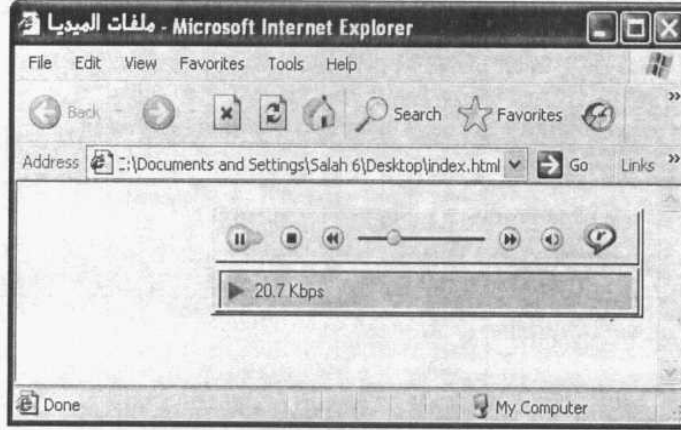 ملفات الميديا - Microsoft Internet Explorer
File Edit View Favorites Tools Help
Back Search Favorites
Address C:\Documents and Settings\Salah 6\Desktop\index.html Go Links
20.7 Kbps
Done My Computer